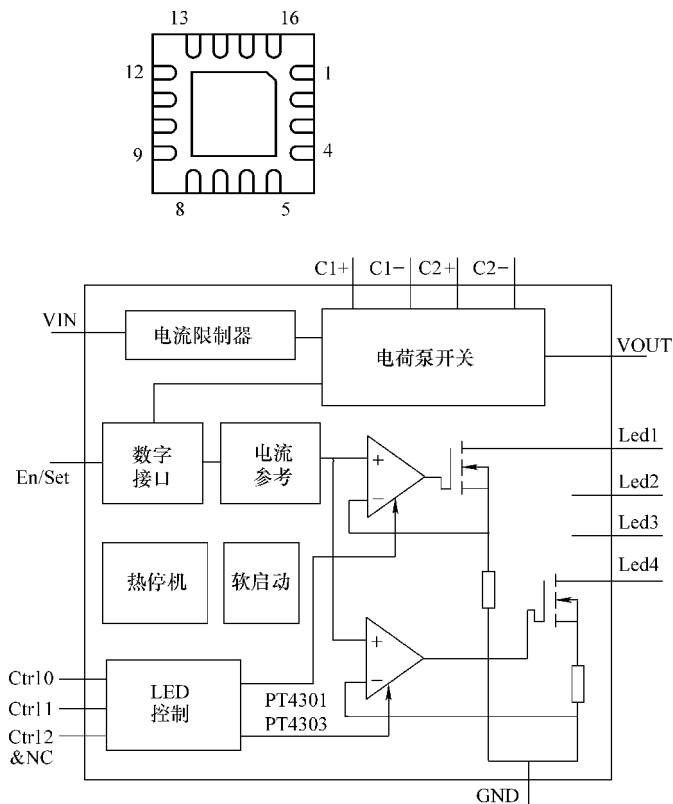 13 16
12 1
9 4
8 5
C1+ C1− C2+ C2−
VIN
电流限制器
电荷泵开关
VOUT
数字
接口
电流
参考
+
−
Led1
En/Set
Led2
Led3
热停机
软启动
Led4
+
−
Ctrl0
LED
控制
PT4301
Ctrl1
PT4303
Ctrl2
&NC
GND